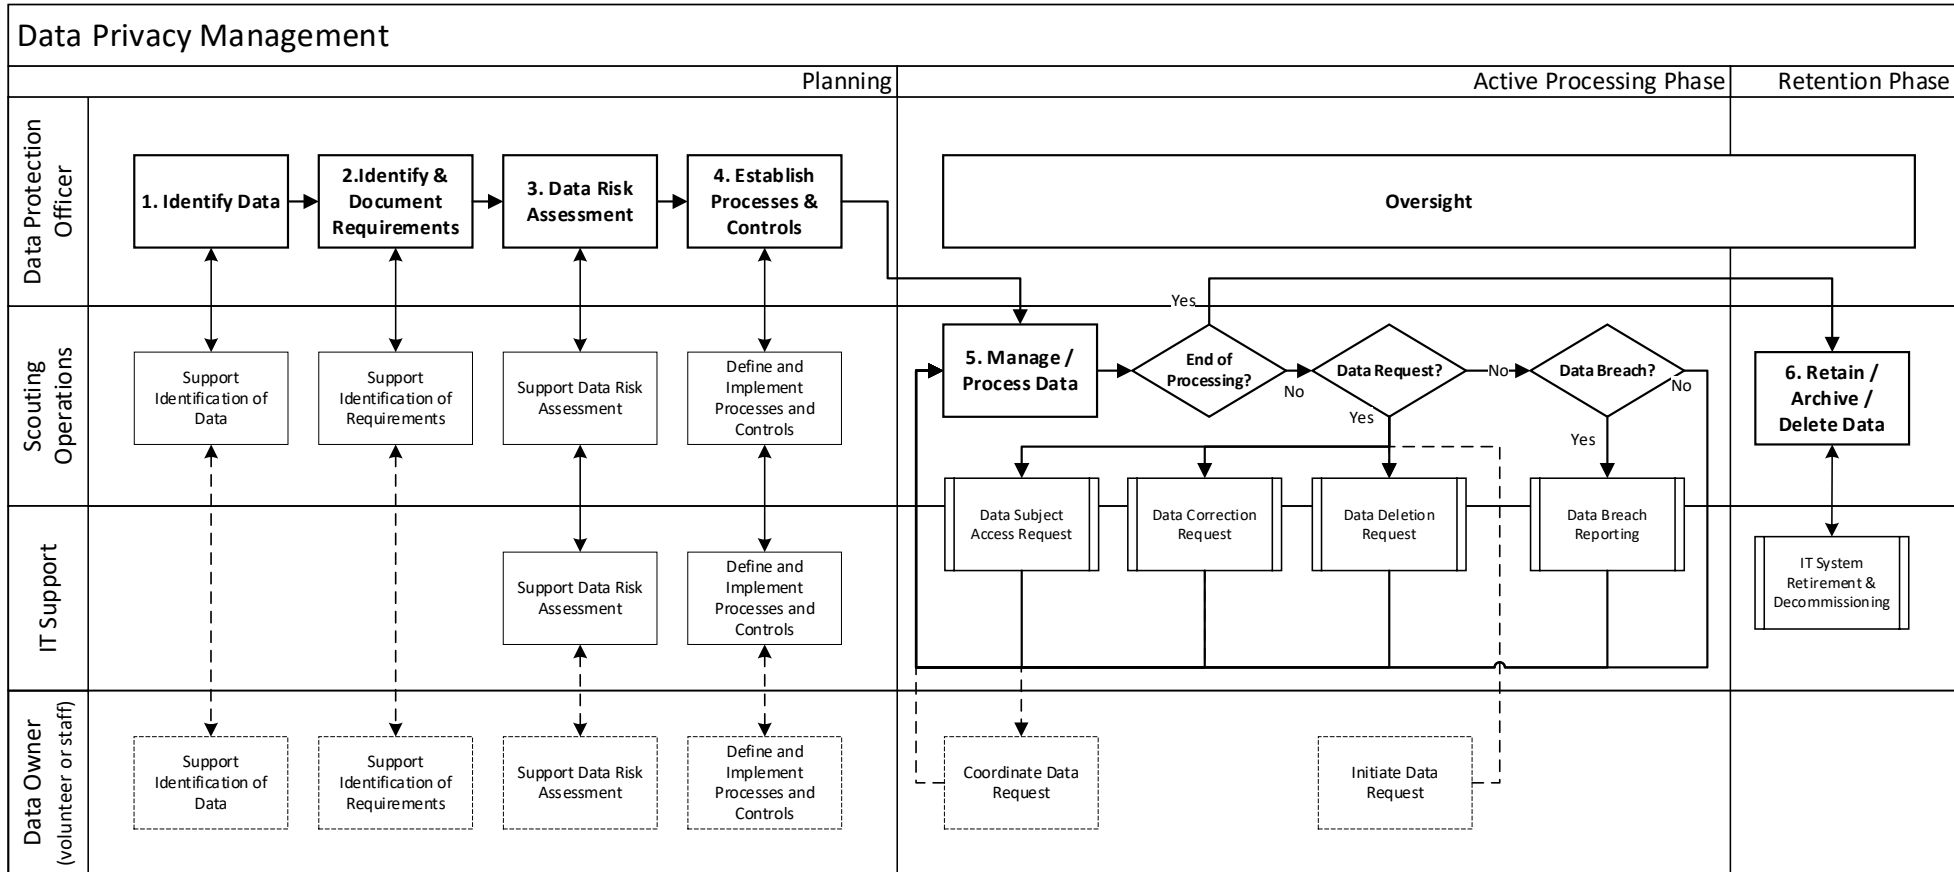 Data Privacy Management
Planning
Active Processing Phase
Retention Phase
Data Protection
Officer
1. Identify Data
2.Identify &
Document
Requirements
3. Data Risk
Assessment
4. Establish
Processes &
Controls
Oversight
Scouting
Operations
Support
Identification of
Data
Support
Identification of
Requirements
Support Data Risk
Assessment
Define and
Implement
Processes and
Controls
5. Manage /
Process Data
Yes
End of
Processing?
No
Data Request?
Yes
No
Data Breach?
No
Yes
6. Retain /
Archive /
Delete Data
Data Subject
Access Request
Data Correction
Request
Data Deletion
Request
Data Breach
Reporting
IT Support
Support Data Risk
Assessment
Define and
Implement
Processes and
Controls
IT System
Retirement &
Decommissioning
Data Owner
(volunteer or staff)
Support
Identification of
Data
Support
Identification of
Requirements
Support Data Risk
Assessment
Define and
Implement
Processes and
Controls
Coordinate Data
Request
Initiate Data
Request